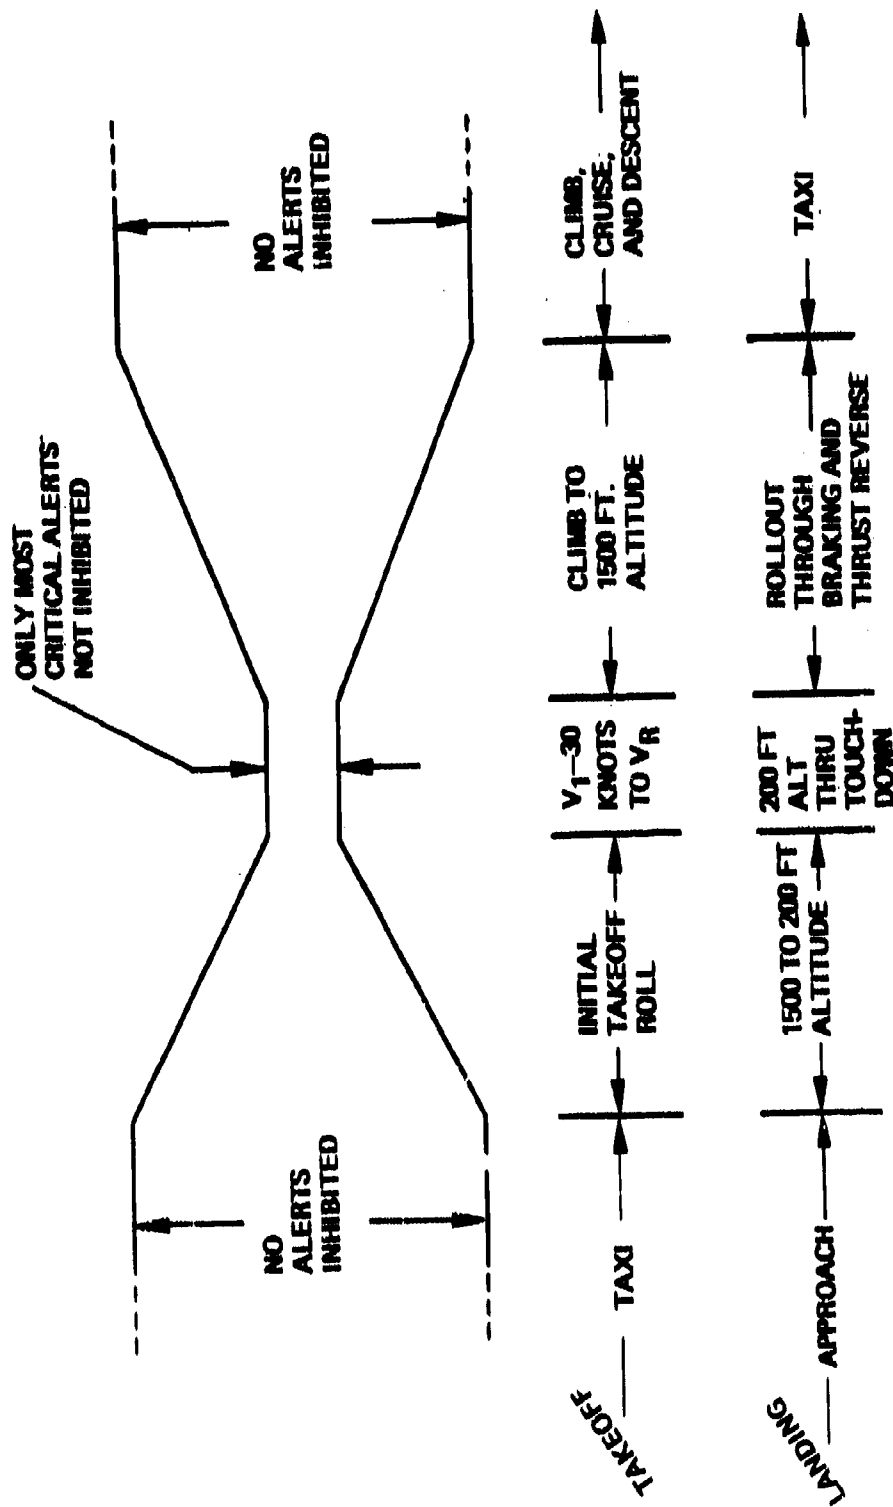 ONLY MOST
CRITICAL ALERTS
NOT INHIBITED
NO
ALERTS
INHIBITED
NO
ALERTS
INHIBITED
TAKEOFF
TAXI
INITIAL
TAKEOFF
ROLL
V1–30
KNOTS
TO VR
CLIMB TO
1500 FT.
ALTITUDE
CLIMB,
CRUISE,
AND DESCENT
LANDING
APPROACH
1500 TO 200 FT
ALTITUDE
200 FT
ALT
THRU
TOUCH-
DOWN
ROLLOUT
THROUGH
BRAKING AND
THRUST REVERSE
TAXI